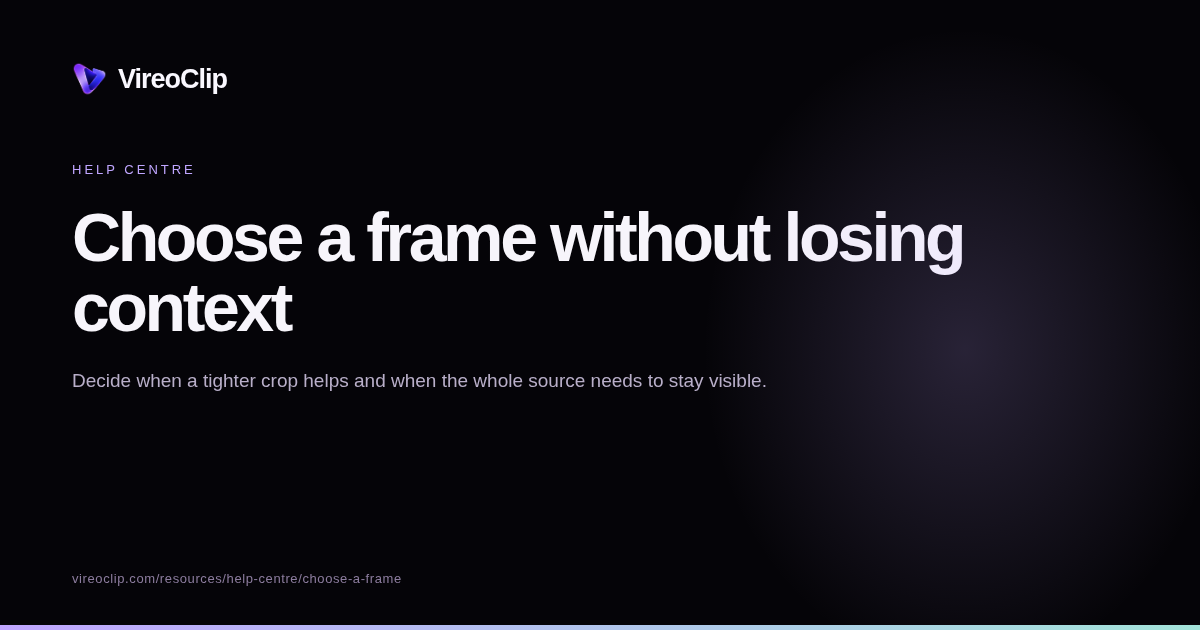 VireoClip
HELP CENTRE
Choose a frame without losing
context
Decide when a tighter crop helps and when the whole source needs to stay visible.
vireoclip.com/resources/help-centre/choose-a-frame